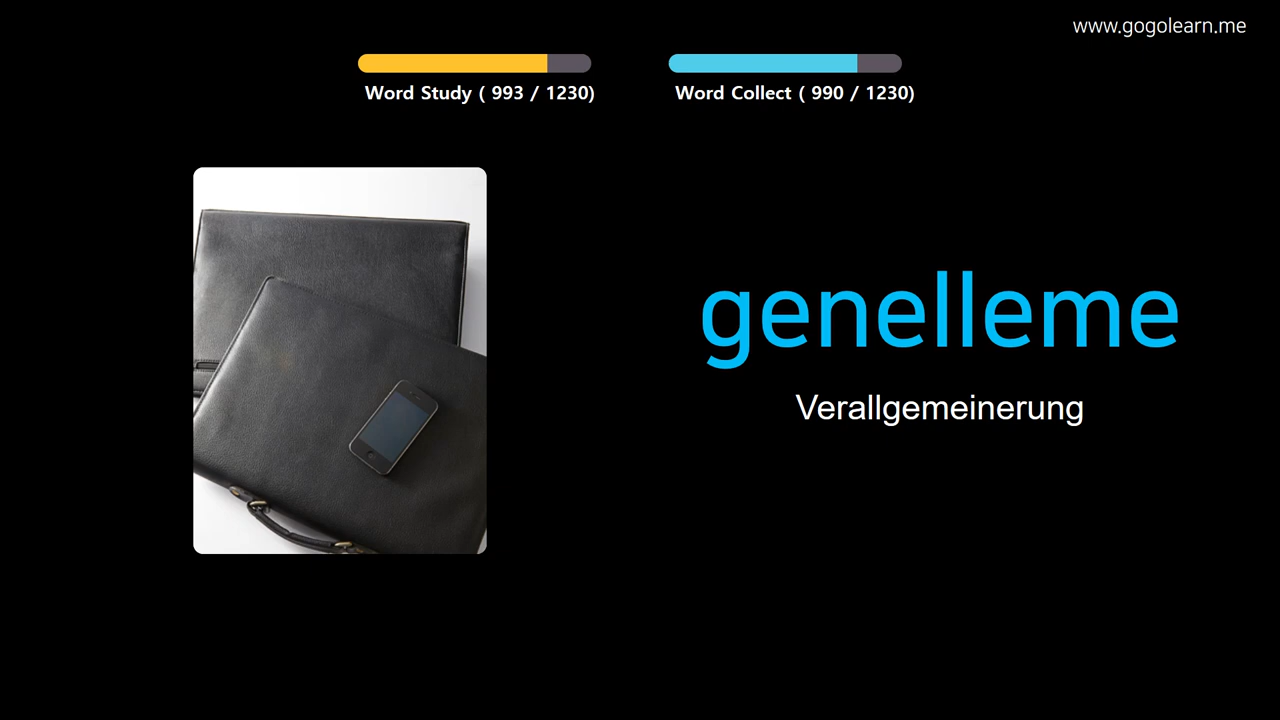 www.gogolearn.me
Word Study ( 993 / 1230)
Word Collect ( 990 / 1230)
genelleme
Verallgemeinerung